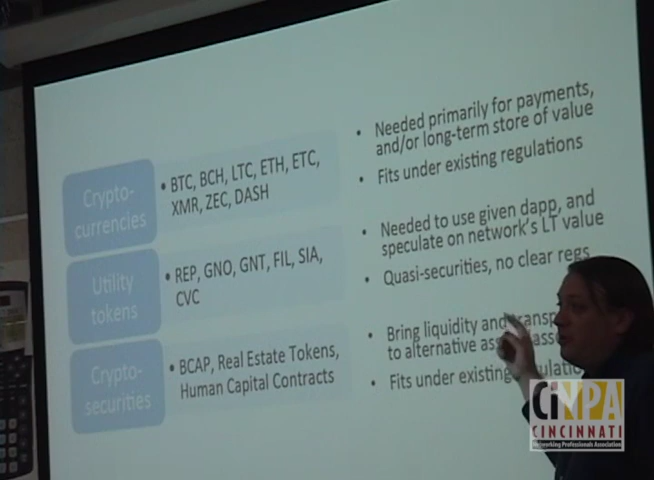 Crypto-
currencies
• BTC, BCH, LTC, ETH, ETC,
XMR, ZEC, DASH
• Needed primarily for payments,
and/or long-term store of value
• Fits under existing regulations
Utility
tokens
• REP, GNO, GNT, FIL, SIA,
CVC
• Needed to use given dapp, and
speculate on network's LT value
• Quasi-securities, no clear regs
Crypto-
securities
• BCAP, Real Estate Tokens,
Human Capital Contracts
• Bring liquidity and
to alternative
• Fits under existing
CiNPA
CINCINNATI
Networking Professionals Association